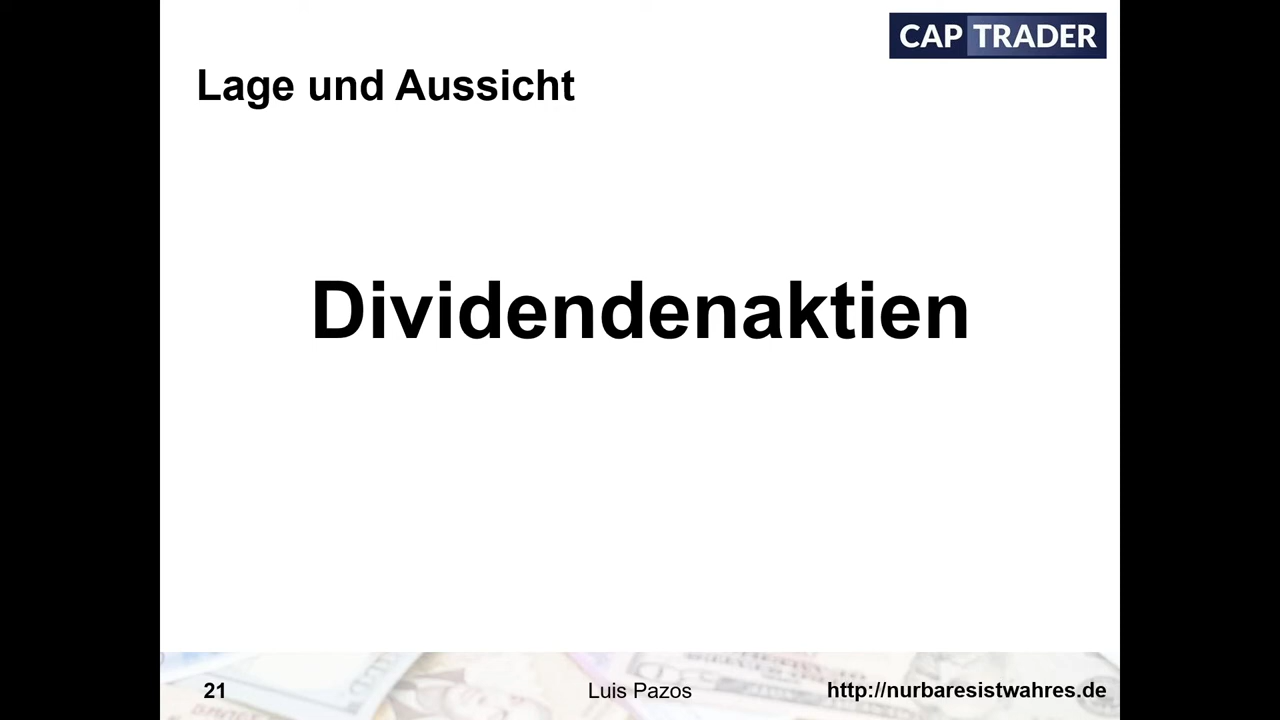 CAP TRADER
Lage und Aussicht
Dividendenaktien
21
Luis Pazos
http://nurbaresistwahres.de